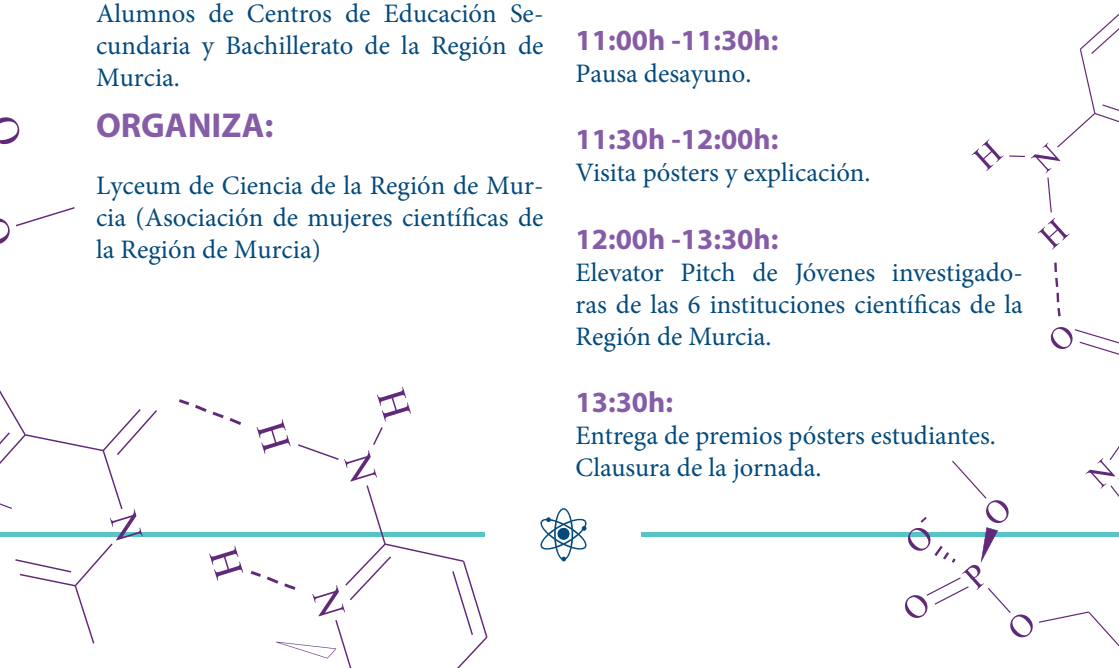 Alumnos de Centros de Educación Se-
cundaria y Bachillerato de la Región de
Murcia.
ORGANIZA:
Lyceum de Ciencia de la Región de Mur-
cia (Asociación de mujeres científicas de
la Región de Murcia)
11:00h -11:30h:
Pausa desayuno.
11:30h -12:00h:
Visita pósters y explicación.
12:00h -13:30h:
Elevator Pitch de Jóvenes investigado-
ras de las 6 instituciones científicas de la
Región de Murcia.
13:30h:
Entrega de premios pósters estudiantes.
Clausura de la jornada.
O
O
H
N
H
O
H
H
N
N
H
N
N
O
O-
P
O
O